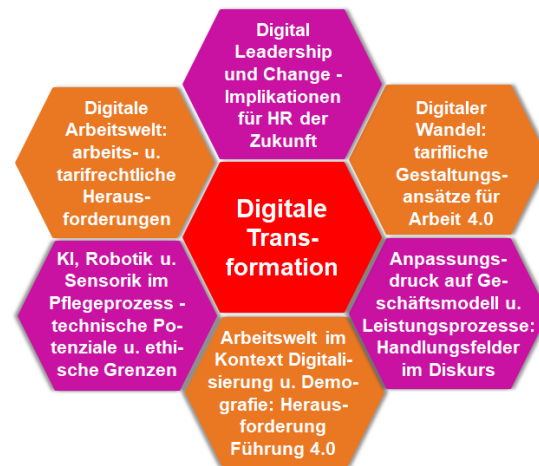 Digital
Leadership
und Change -
Implikationen
für HR der
Zukunft
Digitale
Arbeitswelt:
arbeits- u.
tarifrechtliche
Heraus-
forderungen
Digitaler
Wandel:
tarifliche
Gestaltungs-
ansätze für
Arbeit 4.0
Digitale
Trans-
formation
KI, Robotik u.
Sensorik im
Pflegeprozess -
technische Po-
tenziale u. ethi-
sche Grenzen
Anpassungs-
druck auf Ge-
schäftsmodell u.
Leistungsprozesse:
Handlungsfelder
im Diskurs
Arbeitswelt im
Kontext Digitali-
sierung u. Demo-
grafie: Heraus-
forderung
Führung 4.0